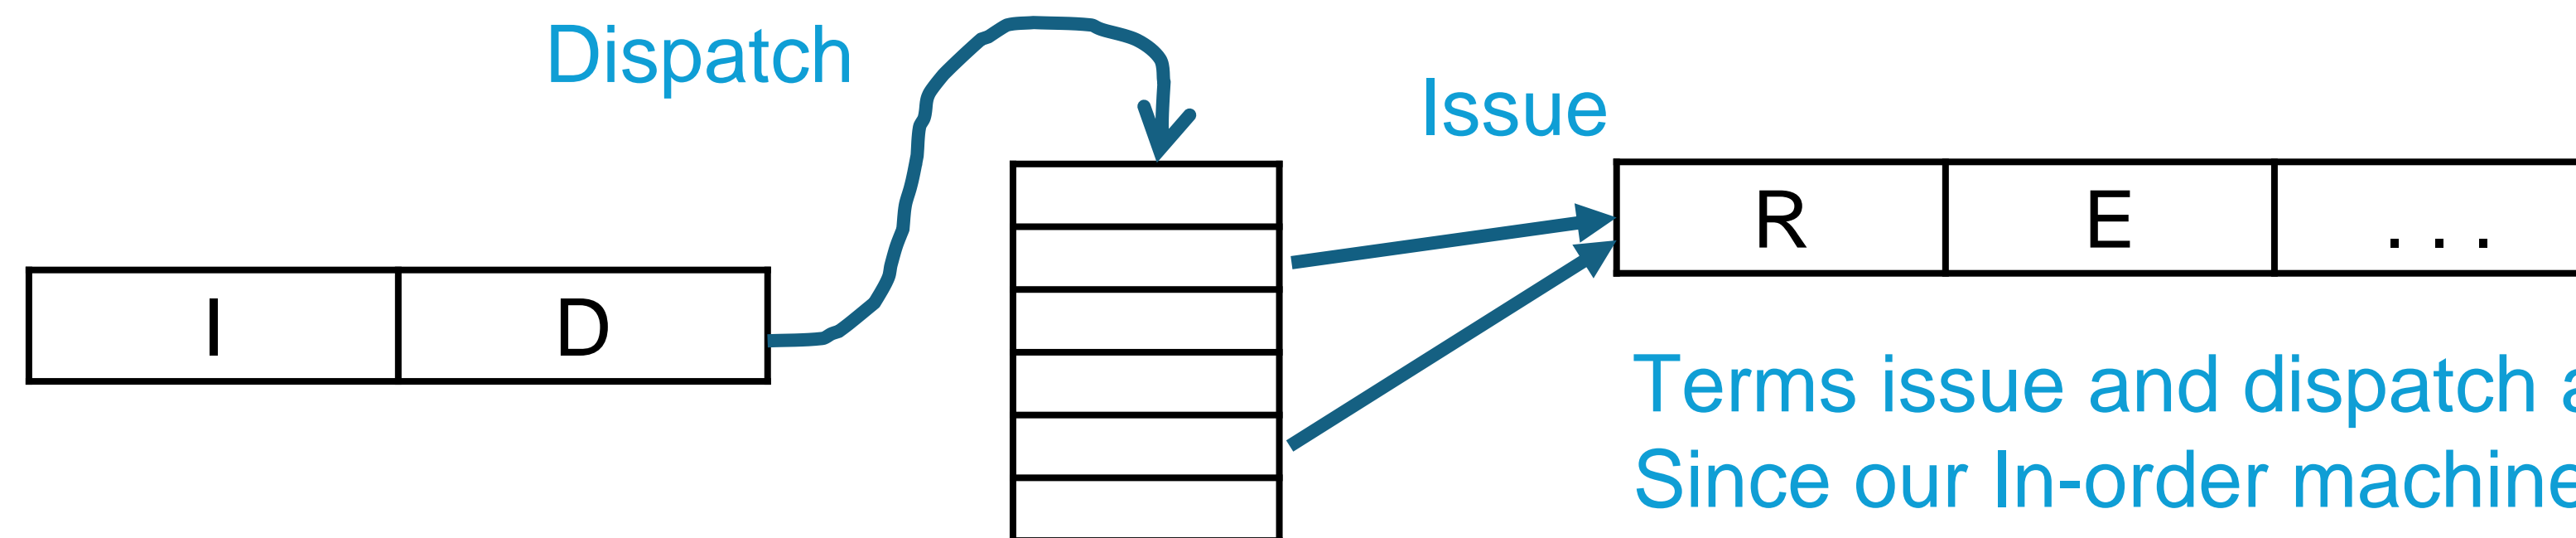 Dispatch
Issue
I D
R E . . .
Terms issue and dispatch
Since our In-order machine